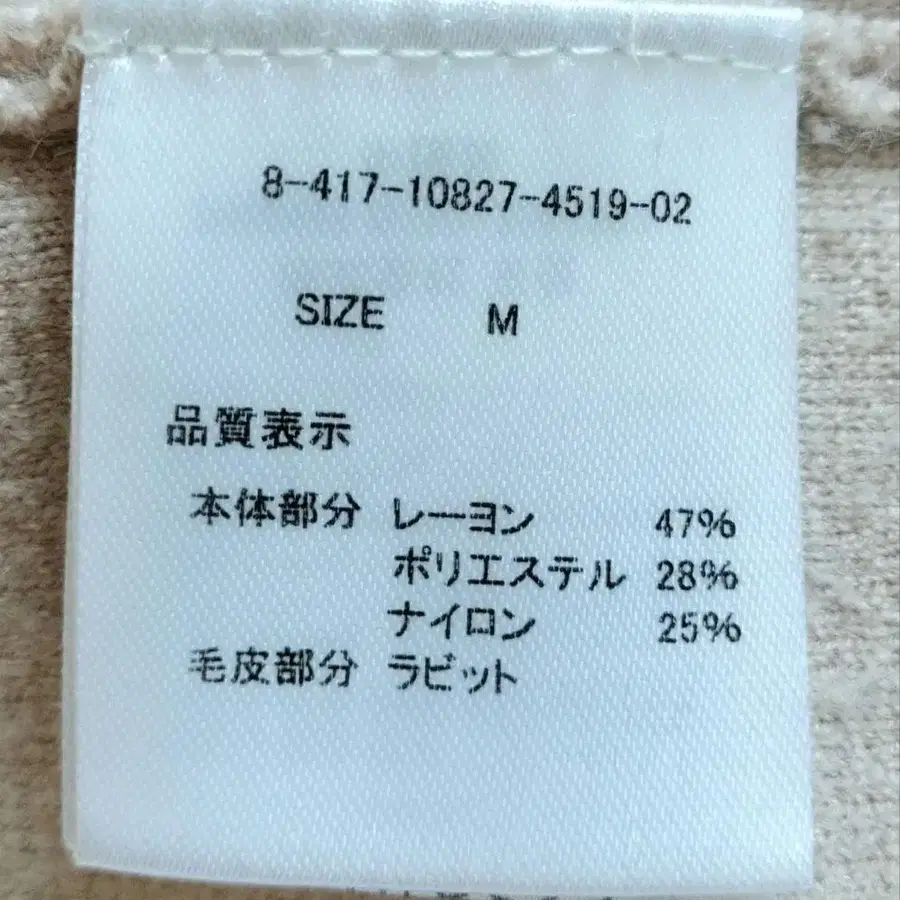 8-417-10827-4519-02
SIZE M
品質表示
本体部分 レーヨン 47%
ポリエステル 28%
ナイロン 25%
毛皮部分 ラビット